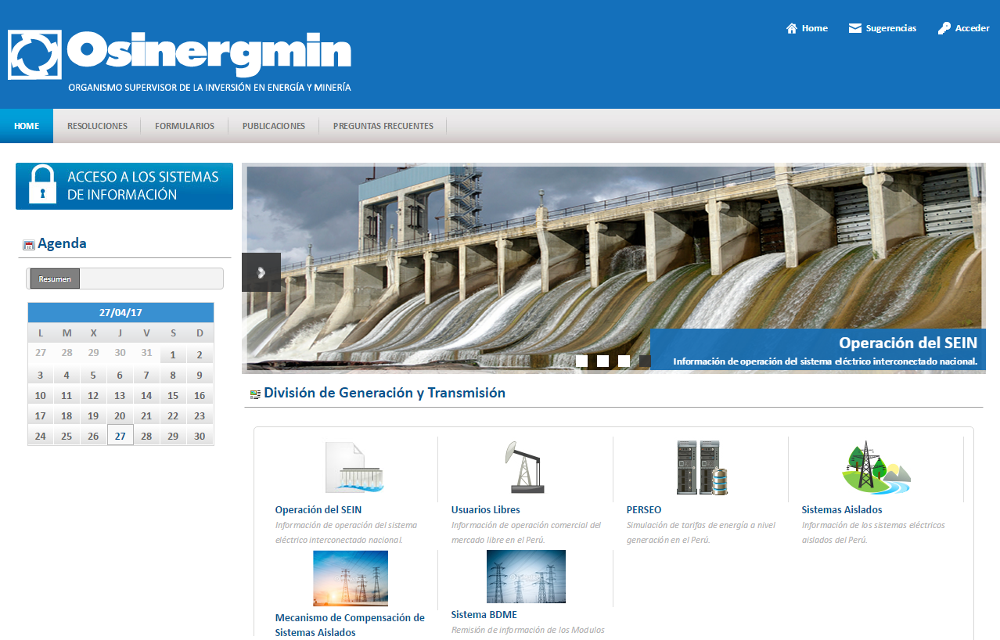 Osinergmin
ORGANISMO SUPERVISOR DE LA INVERSIÓN EN ENERGÍA Y MINERÍA
Home Sugerencias Acceder
HOME RESOLUCIONES FORMULARIOS PUBLICACIONES PREGUNTAS FRECUENTES
ACCESO A LOS SISTEMAS
DE INFORMACIÓN
Agenda
Resumen
27/04/17
L M X J V S D
27 28 29 30 31 1 2
3 4 5 6 7 8 9
10 11 12 13 14 15 16
17 18 19 20 21 22 23
24 25 26 27 28 29 30
Operación del SEIN
Información de operación del sistema eléctrico interconectado nacional.
División de Generación y Transmisión
Operación del SEIN
Información de operación del sistema
eléctrico interconectado nacional.
Usuarios Libres
Información de operación comercial del
mercado libre en el Perú.
PERSEO
Simulación de tarifas de energía a nivel
generación en el Perú.
Sistemas Aislados
Información de los sistemas eléctricos
aislados del Perú.
Mecanismo de Compensación de
Sistemas Aislados
Sistema BDME
Remisión de información de los Modulos